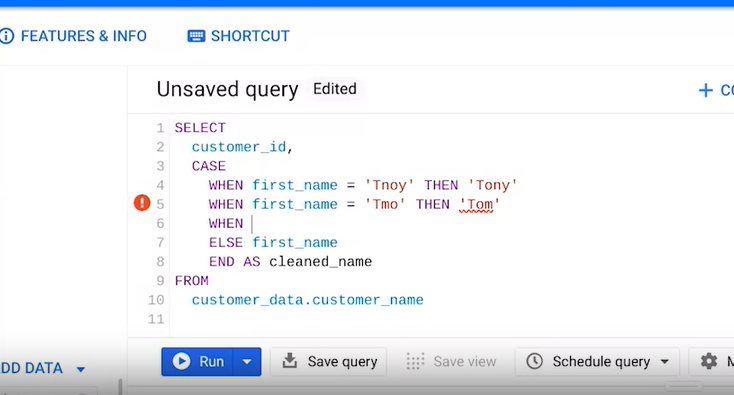 FEATURES & INFO SHORTCUT
Unsaved query Edited
1 SELECT
2 customer_id,
3 CASE
4 WHEN first_name = 'Tnoy' THEN 'Tony'
5 WHEN first_name = 'Tmo' THEN 'Tom'
6 WHEN
7 ELSE first_name
8 END AS cleaned_name
9 FROM
10 customer_data.customer_name
11
DD DATA Run Save query Save view Schedule query M